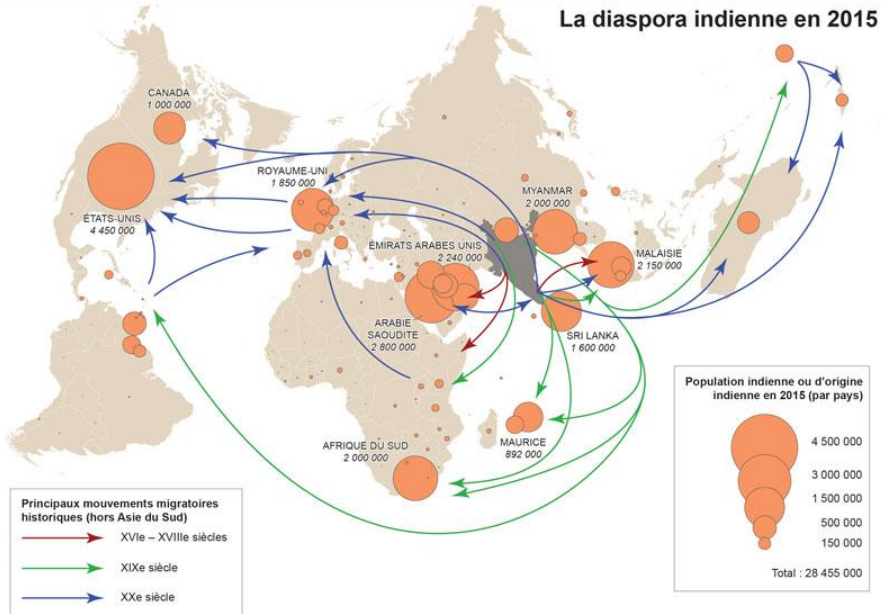 La diaspora indienne en 2015
CANADA
1 000 000
ROYAUME-UNI
1 850 000
MYANMAR
2 000 000
ÉTATS-UNIS
4 450 000
ÉMIRATS ARABES UNIS
2 240 000
MALAISIE
2 150 000
ARABIE
SAOUDITE
2 800 000
SRI LANKA
1 600 000
AFRIQUE DU SUD
2 000 000
MAURICE
892 000
Population indienne ou d'origine
indienne en 2015 (par pays)
4 500 000
3 000 000
1 500 000
500 000
150 000
Total : 28 455 000
Principaux mouvements migratoires
historiques (hors Asie du Sud)
XVIe – XVIIIe siècles
XIXe siècle
XXe siècle